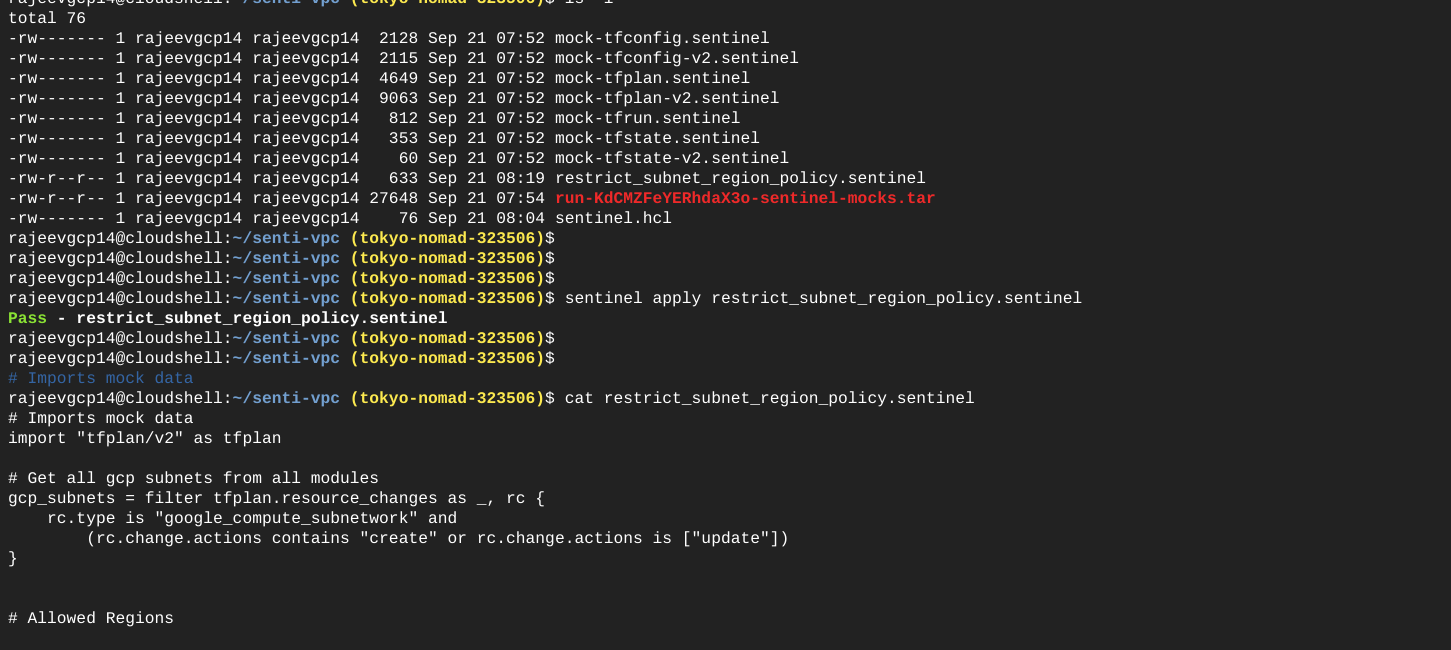 rajeevgcp14@cloudshell:~/senti-vpc (tokyo-nomad-323506)$ ls -l
total 76
-rw------- 1 rajeevgcp14 rajeevgcp14  2128 Sep 21 07:52 mock-tfconfig.sentinel
-rw------- 1 rajeevgcp14 rajeevgcp14  2115 Sep 21 07:52 mock-tfconfig-v2.sentinel
-rw------- 1 rajeevgcp14 rajeevgcp14  4649 Sep 21 07:52 mock-tfplan.sentinel
-rw------- 1 rajeevgcp14 rajeevgcp14  9063 Sep 21 07:52 mock-tfplan-v2.sentinel
-rw------- 1 rajeevgcp14 rajeevgcp14   812 Sep 21 07:52 mock-tfrun.sentinel
-rw------- 1 rajeevgcp14 rajeevgcp14   353 Sep 21 07:52 mock-tfstate.sentinel
-rw------- 1 rajeevgcp14 rajeevgcp14    60 Sep 21 07:52 mock-tfstate-v2.sentinel
-rw-r--r-- 1 rajeevgcp14 rajeevgcp14   633 Sep 21 08:19 restrict_subnet_region_policy.sentinel
-rw-r--r-- 1 rajeevgcp14 rajeevgcp14 27648 Sep 21 07:54 run-KdCMZFeYERhdaX3o-sentinel-mocks.tar
-rw------- 1 rajeevgcp14 rajeevgcp14    76 Sep 21 08:04 sentinel.hcl
rajeevgcp14@cloudshell:~/senti-vpc (tokyo-nomad-323506)$
rajeevgcp14@cloudshell:~/senti-vpc (tokyo-nomad-323506)$
rajeevgcp14@cloudshell:~/senti-vpc (tokyo-nomad-323506)$
rajeevgcp14@cloudshell:~/senti-vpc (tokyo-nomad-323506)$ sentinel apply restrict_subnet_region_policy.sentinel
Pass - restrict_subnet_region_policy.sentinel
rajeevgcp14@cloudshell:~/senti-vpc (tokyo-nomad-323506)$
rajeevgcp14@cloudshell:~/senti-vpc (tokyo-nomad-323506)$
# Imports mock data
rajeevgcp14@cloudshell:~/senti-vpc (tokyo-nomad-323506)$ cat restrict_subnet_region_policy.sentinel
# Imports mock data
import "tfplan/v2" as tfplan

# Get all gcp subnets from all modules
gcp_subnets = filter tfplan.resource_changes as _, rc {
    rc.type is "google_compute_subnetwork" and
        (rc.change.actions contains "create" or rc.change.actions is ["update"])
}

# Allowed Regions